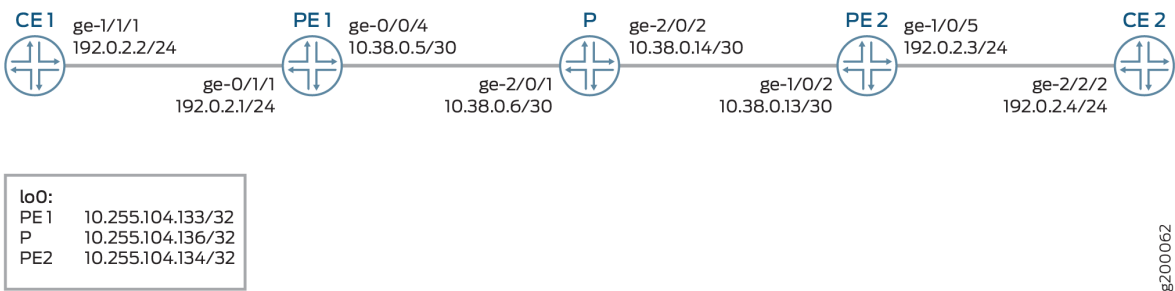 CE 1
ge-1/1/1
192.0.2.2/24
ge-0/1/1
192.0.2.1/24
PE 1
ge-0/0/4
10.38.0.5/30
ge-2/0/1
10.38.0.6/30
P
ge-2/0/2
10.38.0.14/30
ge-1/0/2
10.38.0.13/30
PE 2
ge-1/0/5
192.0.2.3/24
ge-2/2/2
192.0.2.4/24
CE 2
lo0:
PE 1 10.255.104.133/32
P 10.255.104.136/32
PE2 10.255.104.134/32
g200062